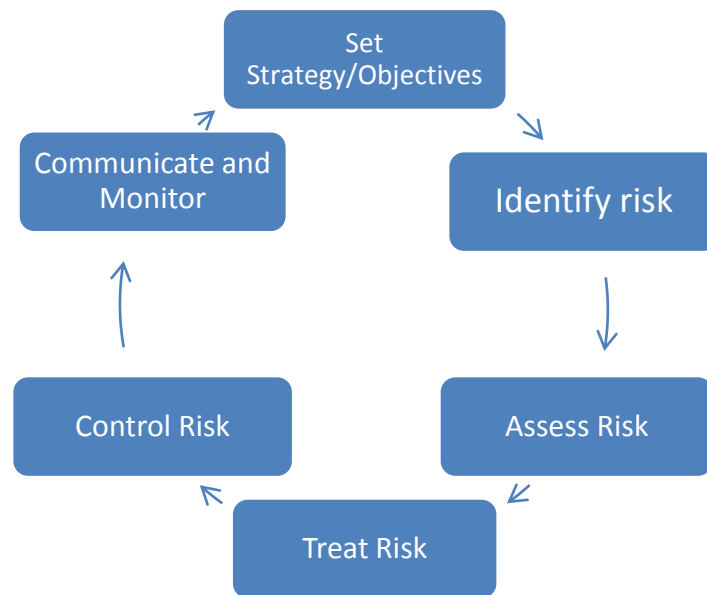 Set
Strategy/Objectives
Identify risk
Assess Risk
Treat Risk
Control Risk
Communicate and
Monitor